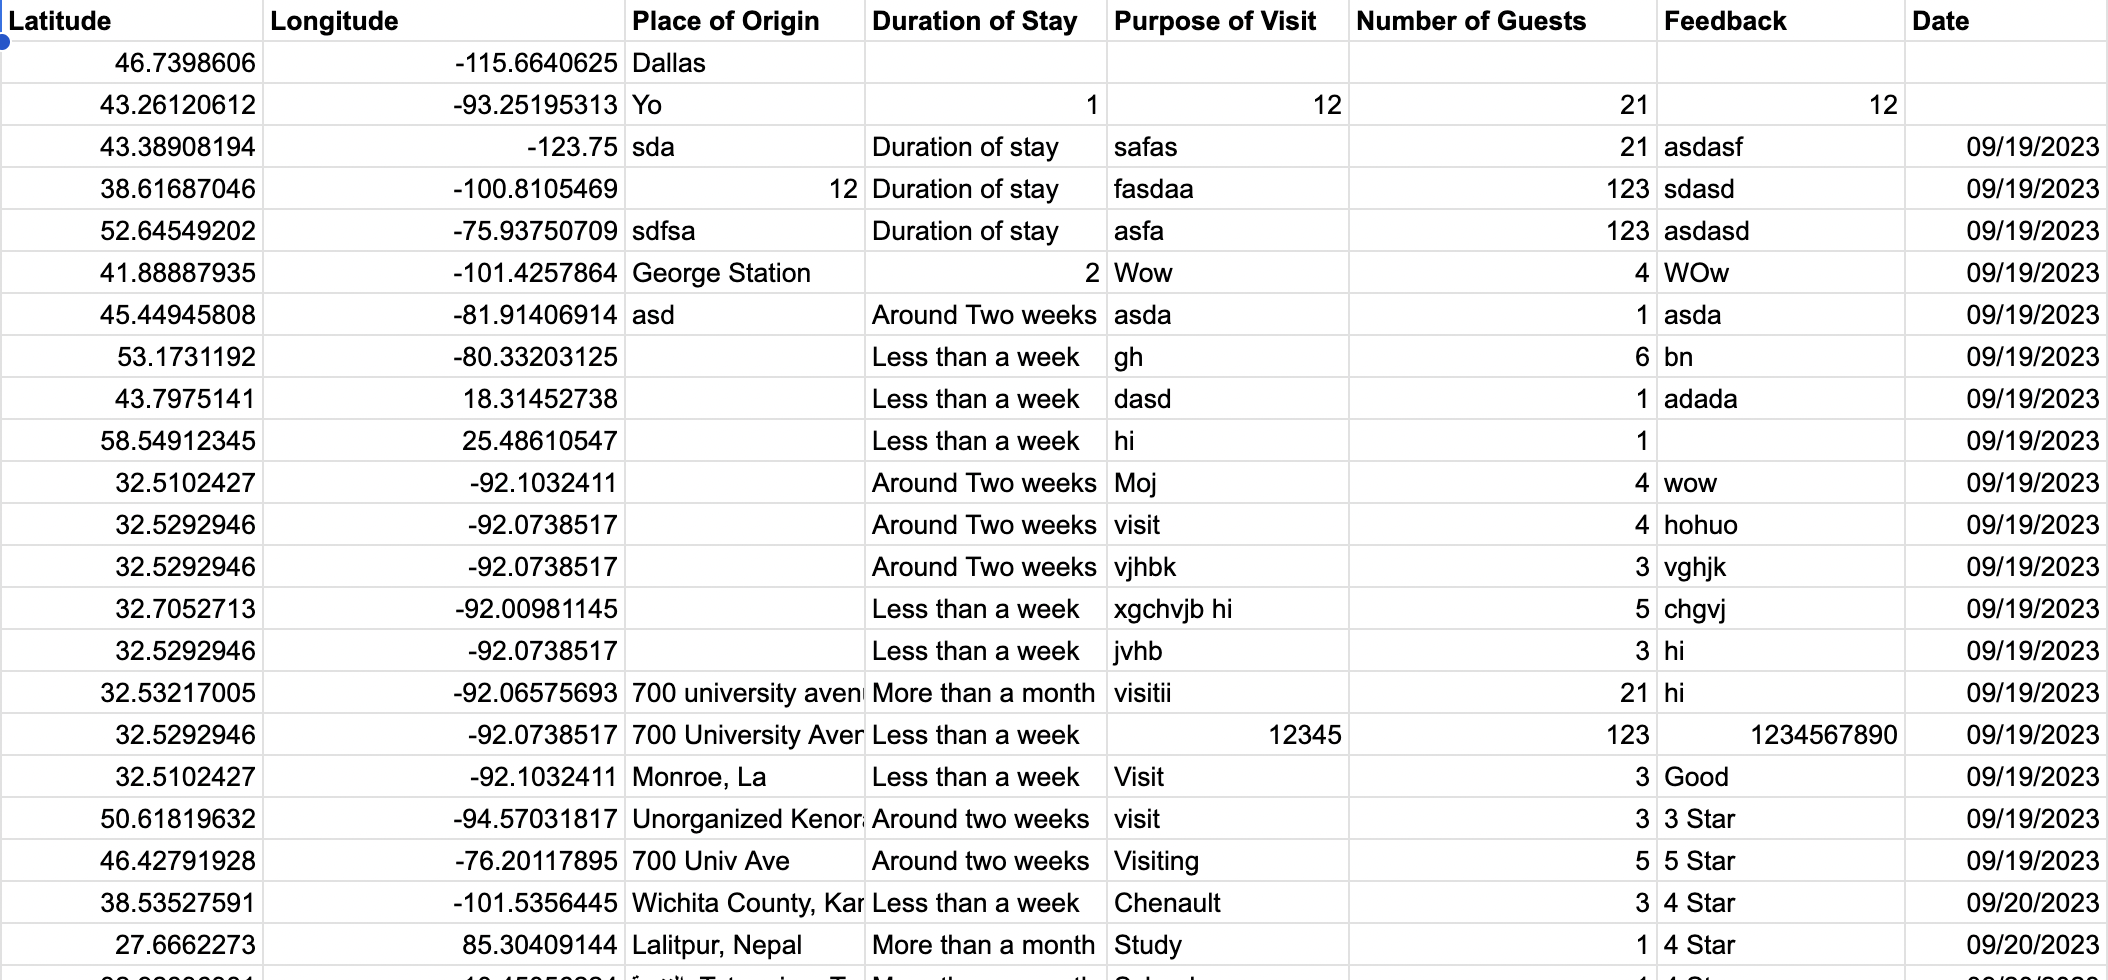 Latitude Longitude Place of Origin Duration of Stay Purpose of Visit Number of Guests Feedback Date
46.7398606 -115.6640625 Dallas
43.26120612 -93.25195313 Yo 1 12 21 12
43.38908194 -123.75 sda Duration of stay safas 21 asdasf 09/19/2023
38.61687046 -100.8105469 12 Duration of stay fasdaa 123 sdasd 09/19/2023
52.64549202 -75.93750709 sdfsa Duration of stay asfa 123 asdasd 09/19/2023
41.88887935 -101.4257864 George Station 2 Wow 4 WOw 09/19/2023
45.44945808 -81.91406914 asd Around Two weeks asda 1 asda 09/19/2023
53.1731192 -80.33203125 Less than a week gh 6 bn 09/19/2023
43.7975141 18.31452738 Less than a week dasd 1 adada 09/19/2023
58.54912345 25.48610547 Less than a week hi 1 09/19/2023
32.5102427 -92.1032411 Around Two weeks Moj 4 wow 09/19/2023
32.5292946 -92.0738517 Around Two weeks visit 4 hohuo 09/19/2023
32.5292946 -92.0738517 Around Two weeks vjhbk 3 vghjk 09/19/2023
32.7052713 -92.00981145 Less than a week xgchvjb hi 5 chgvj 09/19/2023
32.5292946 -92.0738517 Less than a week jvhb 3 hi 09/19/2023
32.53217005 -92.06575693 700 university More than a month visitii 21 hi 09/19/2023
32.5292946 -92.0738517 700 University Less than a week 12345 123 1234567890 09/19/2023
32.5102427 -92.1032411 Monroe, La Less than a week Visit 3 Good 09/19/2023
50.61819632 -94.57031817 Unorganized Around two weeks visit 3 3 Star 09/19/2023
46.42791928 -76.20117895 700 Univ Ave Around two weeks Visiting 5 5 Star 09/19/2023
38.53527591 -101.5356445 Wichita County, Less than a week Chenault 3 4 Star 09/20/2023
27.6662273 85.30409144 Lalitpur, Nepal More than a month Study 1 4 Star 09/20/2023